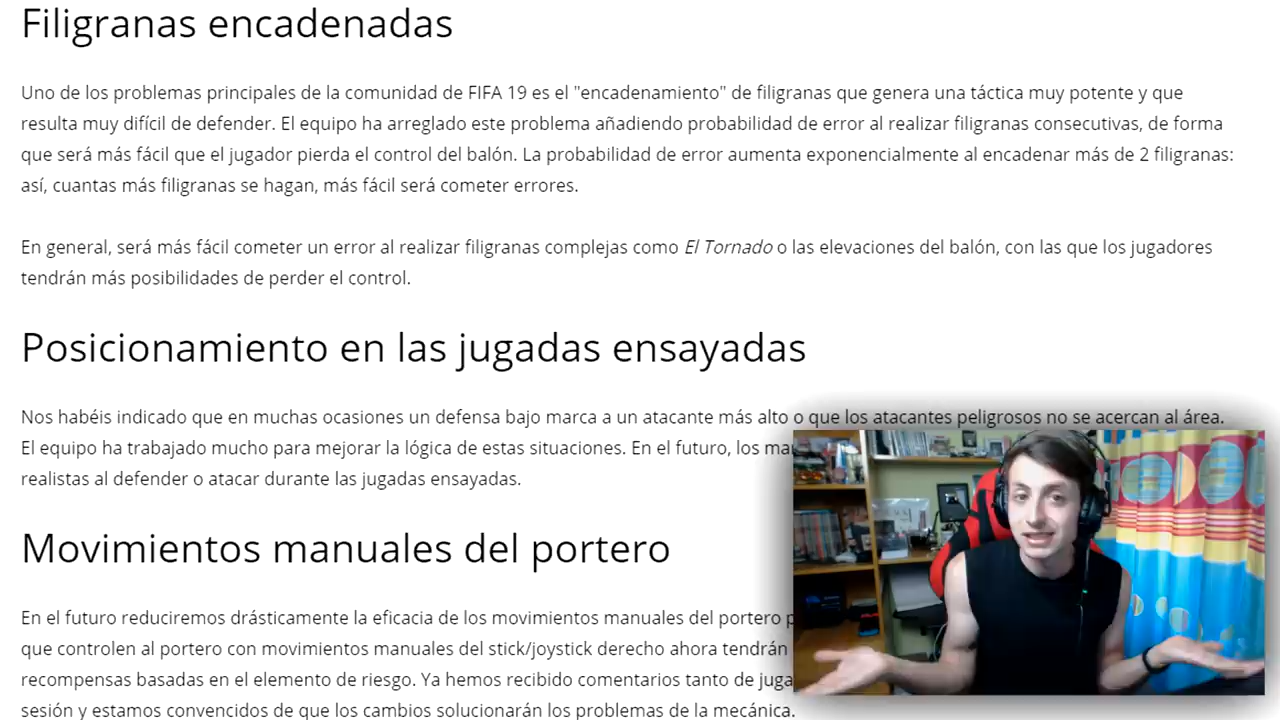 Filigranas encadenadas
Uno de los problemas principales de la comunidad de FIFA 19 es el "encadenamiento" de filigranas que genera una táctica muy potente y que
resulta muy difícil de defender. El equipo ha arreglado este problema añadiendo probabilidad de error al realizar filigranas consecutivas, de forma
que será más fácil que el jugador pierda el control del balón. La probabilidad de error aumenta exponencialmente al encadenar más de 2 filigranas:
así, cuantas más filigranas se hagan, más fácil será cometer errores.
En general, será más fácil cometer un error al realizar filigranas complejas como El Tornado o las elevaciones del balón, con las que los jugadores
tendrán más posibilidades de perder el control.
Posicionamiento en las jugadas ensayadas
Nos habéis indicado que en muchas ocasiones un defensa bajo marca a un atacante más alto o que los atacantes peligrosos no se acercan al área.
El equipo ha trabajado mucho para mejorar la lógica de estas situaciones. En el futuro, los
realistas al defender o atacar durante las jugadas ensayadas.
Movimientos manuales del portero
En el futuro reduciremos drásticamente la eficacia de los movimientos manuales del portero
que controlen al portero con movimientos manuales del stick/joystick derecho ahora tendrán
recompensas basadas en el elemento de riesgo. Ya hemos recibido comentarios tanto de
sesión y estamos convencidos de que los cambios solucionarán los problemas de la mecánica.